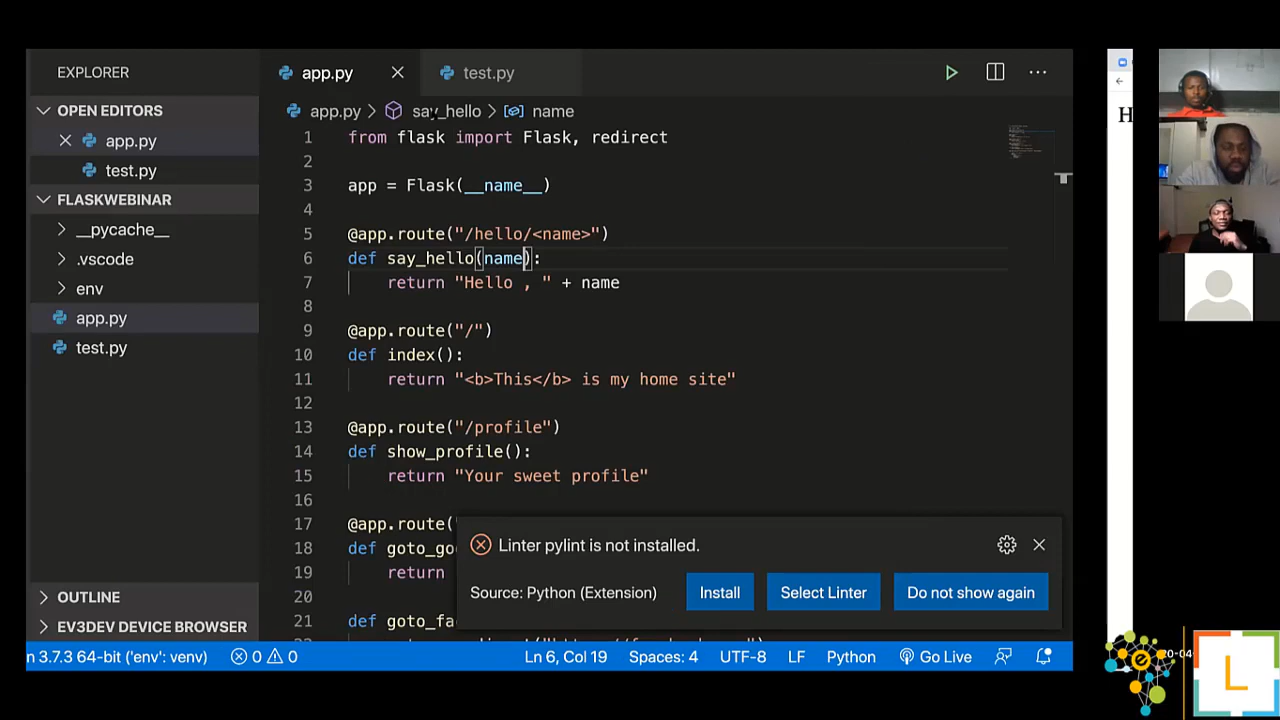 EXPLORER
OPEN EDITORS
app.py
test.py
FLASKWEBINAR
__pycache__
.vscode
env
app.py
test.py
OUTLINE
EV3DEV DEVICE BROWSER
app.py
test.py
app.py > say_hello > name
1 from flask import Flask, redirect
2
3 app = Flask(__name__)
4
5 @app.route("/hello/<name>")
6 def say_hello(name):
7 return "Hello , " + name
8
9 @app.route("/")
10 def index():
11 return "<b>This</b> is my home site"
12
13 @app.route("/profile")
14 def show_profile():
15 return "Your sweet profile"
16
17 @app.route("
18 def goto_goo
19 return
20
21 def goto_fa
22
Linter pylint is not installed.
Source: Python (Extension)
Install
Select Linter
Do not show again
n 3.7.3 64-bit ('env': venv)
0 0
Ln 6, Col 19
Spaces: 4
UTF-8
LF
Python
Go Live
H
20-04
L